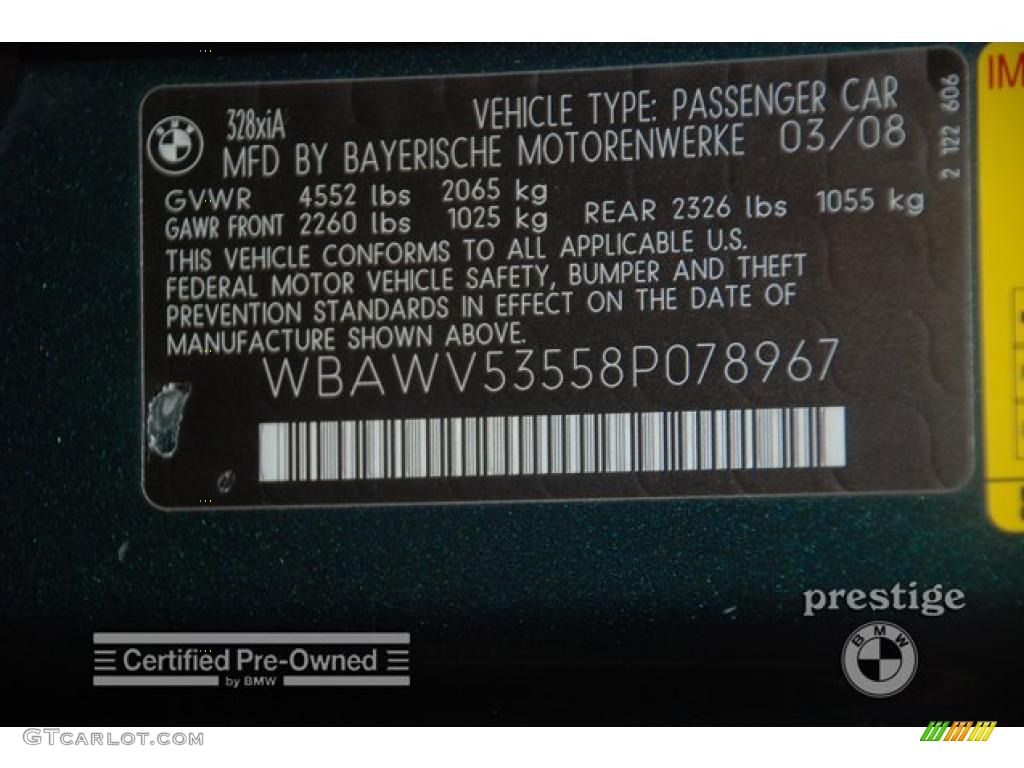 328xiA VEHICLE TYPE: PASSENGER CAR
MFD BY BAYERISCHE MOTORENWERKE 03/08
GVWR 4552 lbs 2065 kg
GAWR FRONT 2260 lbs 1025 kg REAR 2326 lbs 1055 kg
THIS VEHICLE CONFORMS TO ALL APPLICABLE U.S.
FEDERAL MOTOR VEHICLE SAFETY, BUMPER AND THEFT
PREVENTION STANDARDS IN EFFECT ON THE DATE OF
MANUFACTURE SHOWN ABOVE.
WBAWV53558P078967
2 122 606
IM
prestige
BMW
Certified Pre-Owned
by BMW
GTCARLOT.COM